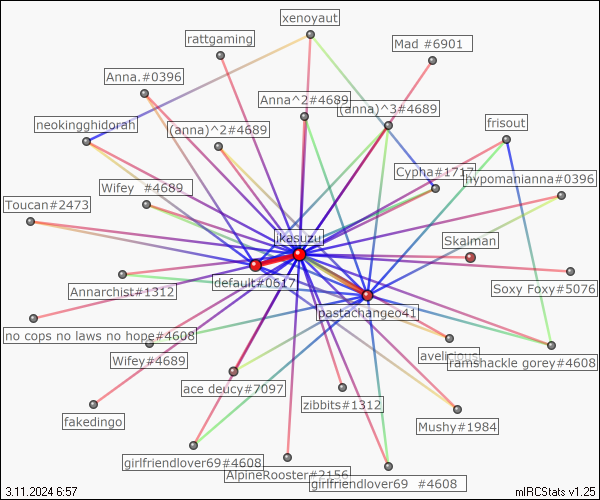 xenoyaut
rattgaming
Mad #6901
Anna.#0396
Anna^2#4689
(anna)^3#4689
neokingghidorah
(anna)^2#4689
frisout
Cypha#1717
hypomanianna#0396
Wifey  #4689
Toucan#2473
ikasuzu
Skalman
default#0617
Annarchist#1312
Soxy Foxy#5076
pastachangeo41
no cops no laws no hope#4608
avelicious
Wifey#4689
ramshackle gorey#4608
ace deucy#7097
zibbits#1312
fakedingo
Mushy#1984
girlfriendlover69#4608
AlpineRooster#2156
girlfriendlover69  #4608
3.11.2024 6:57
mIRCStats v1.25